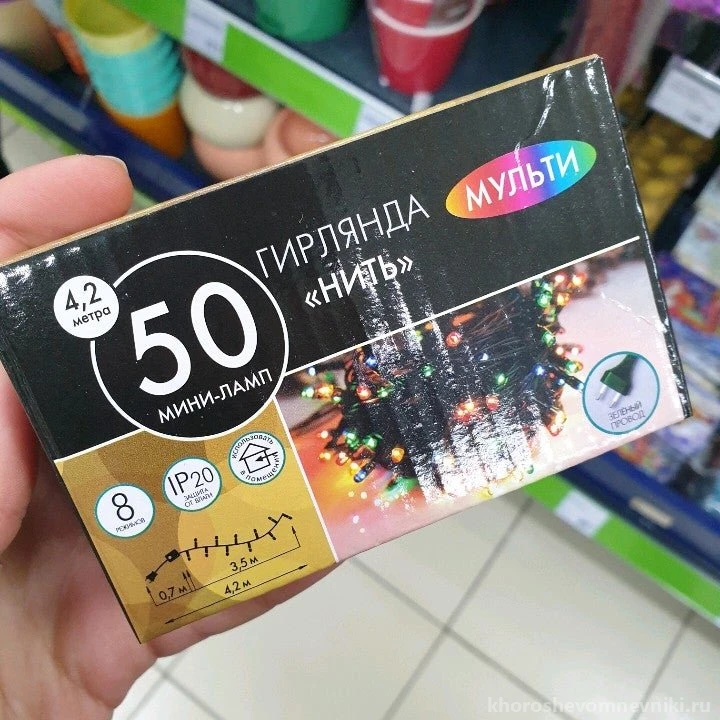 ГИРЛЯНДА
«НИТЬ»
МУЛЬТИ
4,2
метра
50
МИНИ-ЛАМП
8
РЕЖИМОВ
IP20
ЗАЩИТА
ОТ ВЛАГИ
использовать
в помещении
ЗЕЛЕНЫЙ
ПРОВОД
0,7 м
3,5 м
4,2 м
khoroshevomnevniki.ru